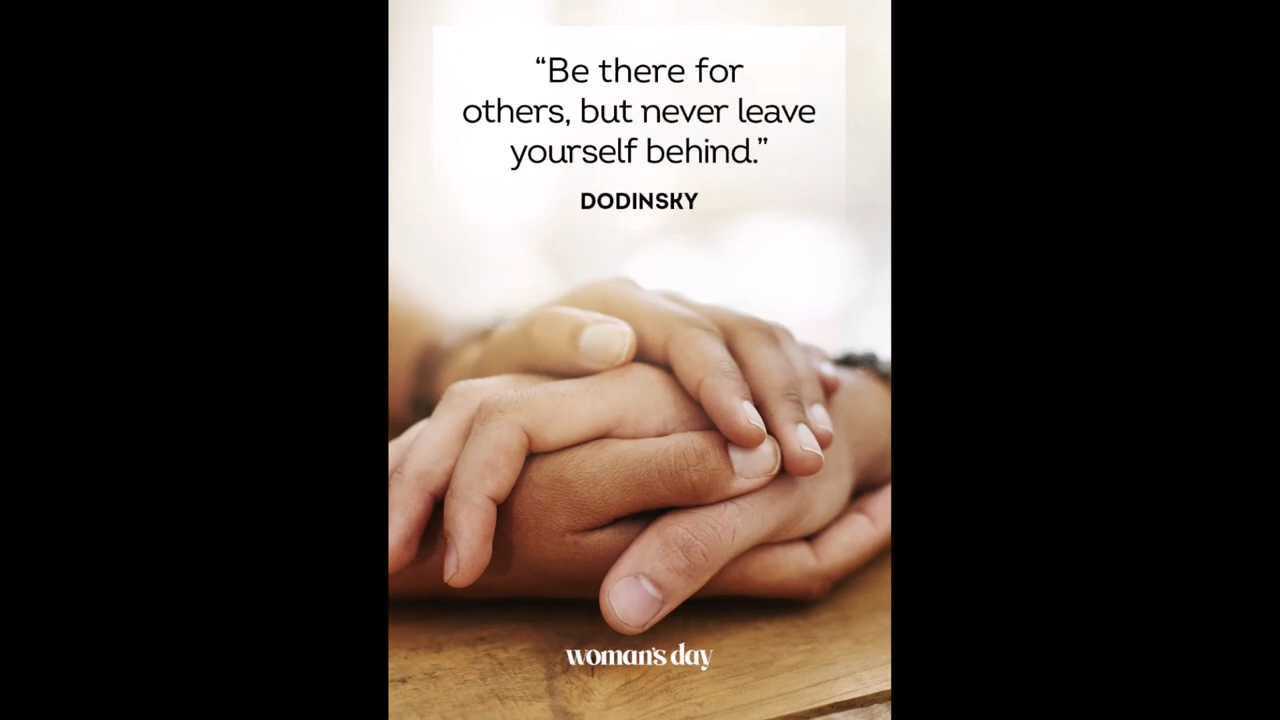 “Be there for
others, but never leave
yourself behind.”
DODINSKY
woman's day